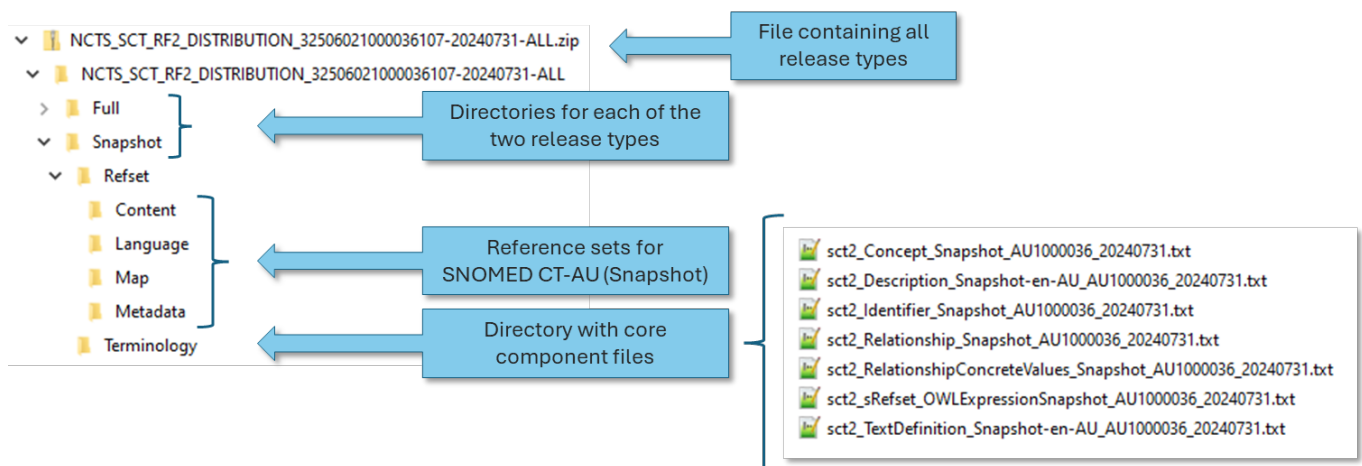 NCTS_SCT_RF2_DISTRIBUTION_32506021000036107-20240731-ALL.zip
File containing all
release types
NCTS_SCT_RF2_DISTRIBUTION_32506021000036107-20240731-ALL
Full
Snapshot
Directories for each of the
two release types
Refset
Content
Language
Map
Metadata
Reference sets for
SNOMED CT-AU (Snapshot)
Terminology
Directory with core
component files
sct2_Concept_Snapshot_AU1000036_20240731.txt
sct2_Description_Snapshot-en-AU_AU1000036_20240731.txt
sct2_Identifier_Snapshot_AU1000036_20240731.txt
sct2_Relationship_Snapshot_AU1000036_20240731.txt
sct2_RelationshipConcreteValues_Snapshot_AU1000036_20240731.txt
sct2_sRefset_OWLExpressionSnapshot_AU1000036_20240731.txt
sct2_TextDefinition_Snapshot-en-AU_AU1000036_20240731.txt